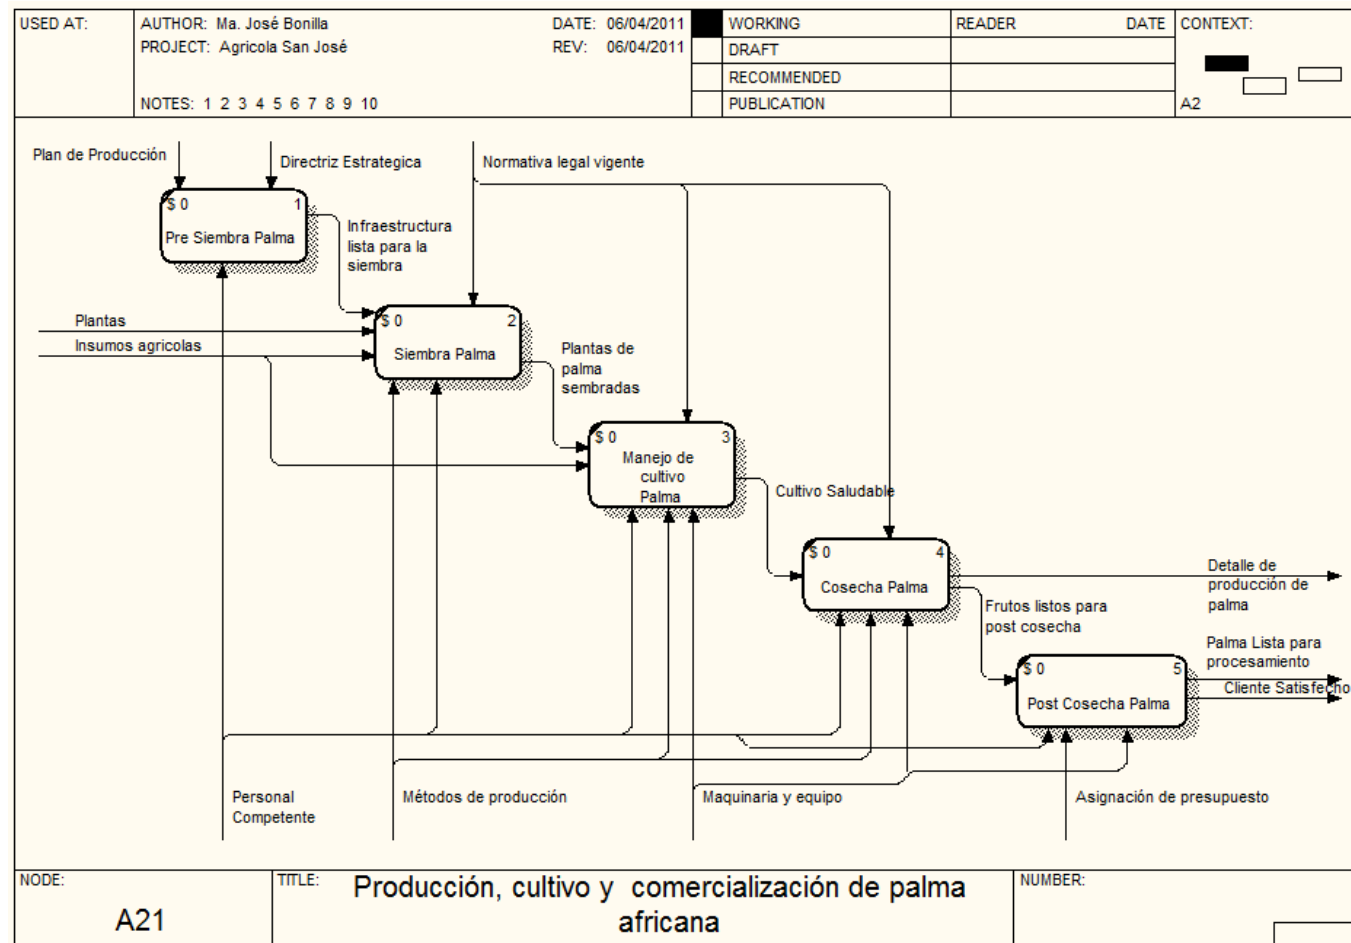 USED AT:
AUTHOR: Ma. José Bonilla
DATE: 06/04/2011
PROJECT: Agricola San José
REV: 06/04/2011
NOTES: 1 2 3 4 5 6 7 8 9 10
WORKING
DRAFT
RECOMMENDED
PUBLICATION
READER
DATE
CONTEXT:
A2
Plan de Producción
Directriz Estrategica
Normativa legal vigente
$ 0
1
Pre Siembra Palma
Infraestructura
lista para la
siembra
Plantas
Insumos agricolas
$ 0
2
Siembra Palma
Plantas de
palma
sembradas
$ 0
3
Manejo de
cultivo
Palma
Cultivo Saludable
$ 0
4
Cosecha Palma
Detalle de
producción de
palma
Frutos listos para
post cosecha
Palma Lista para
procesamiento
Cliente Satisfecho
$ 0
5
Post Cosecha Palma
Personal
Competente
Métodos de producción
Maquinaria y equipo
Asignación de presupuesto
NODE:
A21
TITLE:
Producción, cultivo y comercialización de palma
africana
NUMBER: